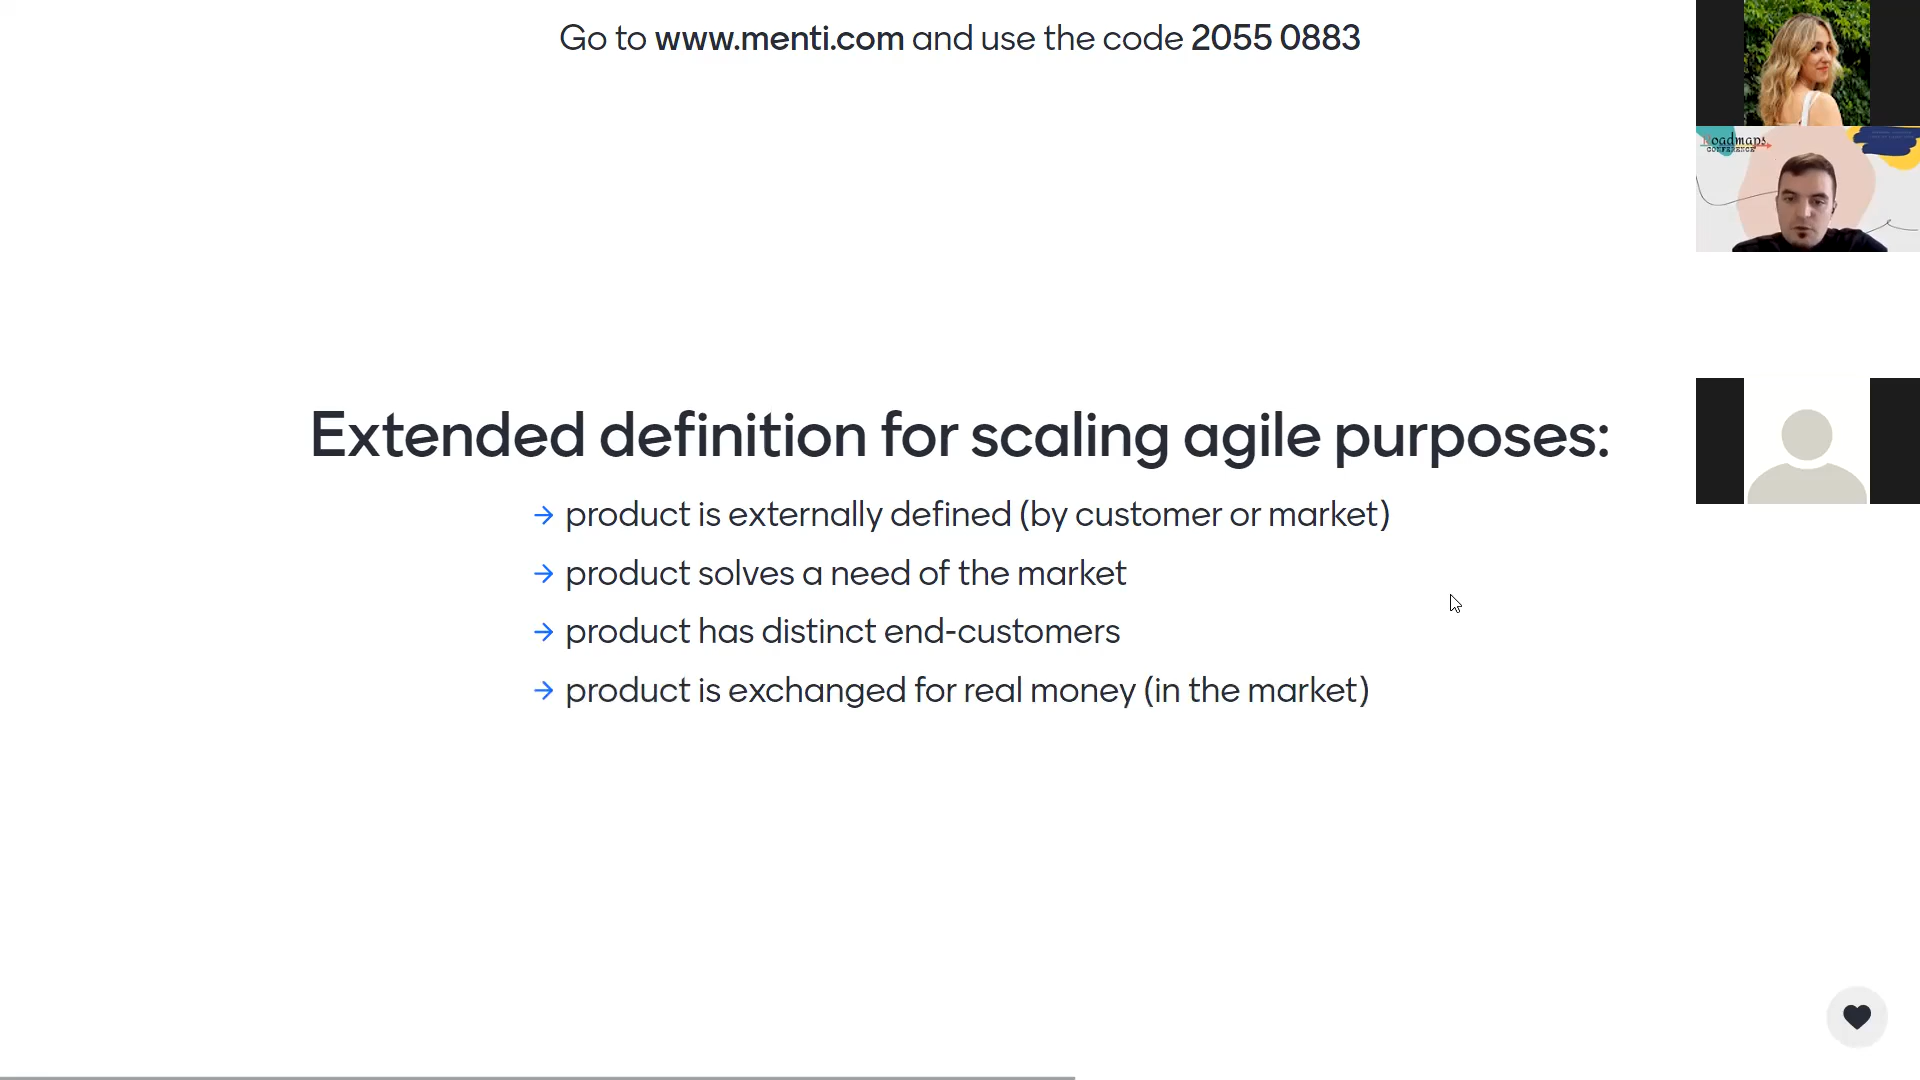 Go to www.menti.com and use the code 2055 0883
Roadmaps
CONFERENCE
Extended definition for scaling agile purposes:
→ product is externally defined (by customer or market)
→ product solves a need of the market
→ product has distinct end-customers
→ product is exchanged for real money (in the market)